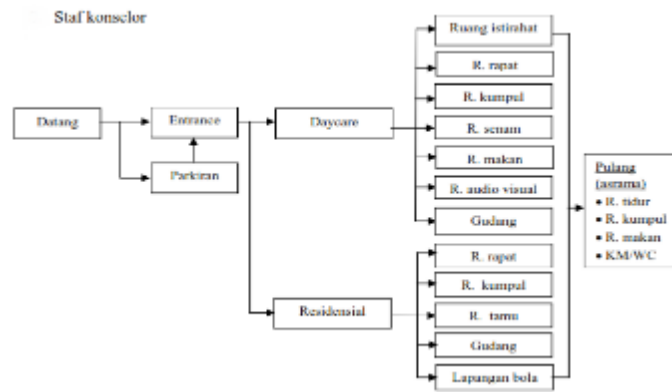 Staf konselor
Datang
Entrance
Parkiran
Daycare
Residensial
Ruang istirahat
R. rapat
R. kumpul
R. senam
R. makan
R. audio visual
Gudang
R. rapat
R. kumpul
R. tamu
Gudang
Lapangan bola
Pulang
(asrama)
• R. tidur
• R. kumpul
• R. makan
• KM/WC